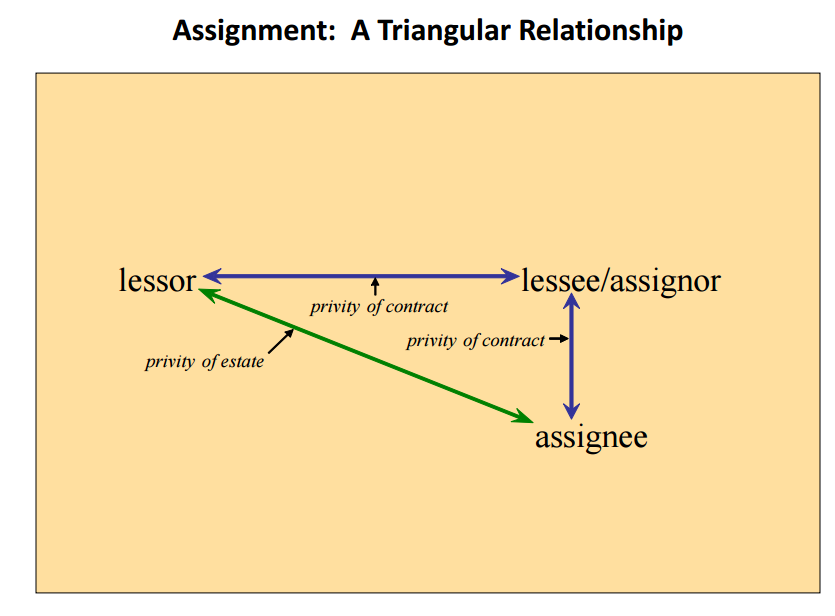 Assignment: A Triangular Relationship
lessor
lessee/assignor
privity of contract
privity of contract
privity of estate
assignee